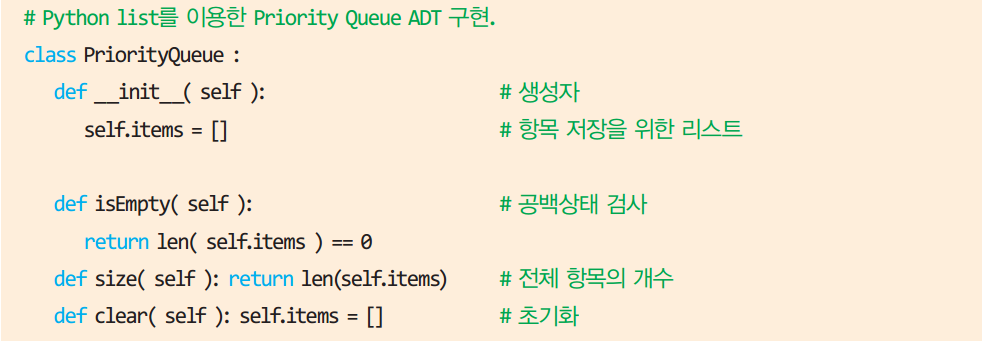 # Python list를 이용한 Priority Queue ADT 구현.
class PriorityQueue :
def __init__( self ): # 생성자
self.items = [] # 항목 저장을 위한 리스트
def isEmpty( self ): # 공백상태 검사
return len( self.items ) == 0
def size( self ): return len(self.items) # 전체 항목의 개수
def clear( self ): self.items = [] # 초기화